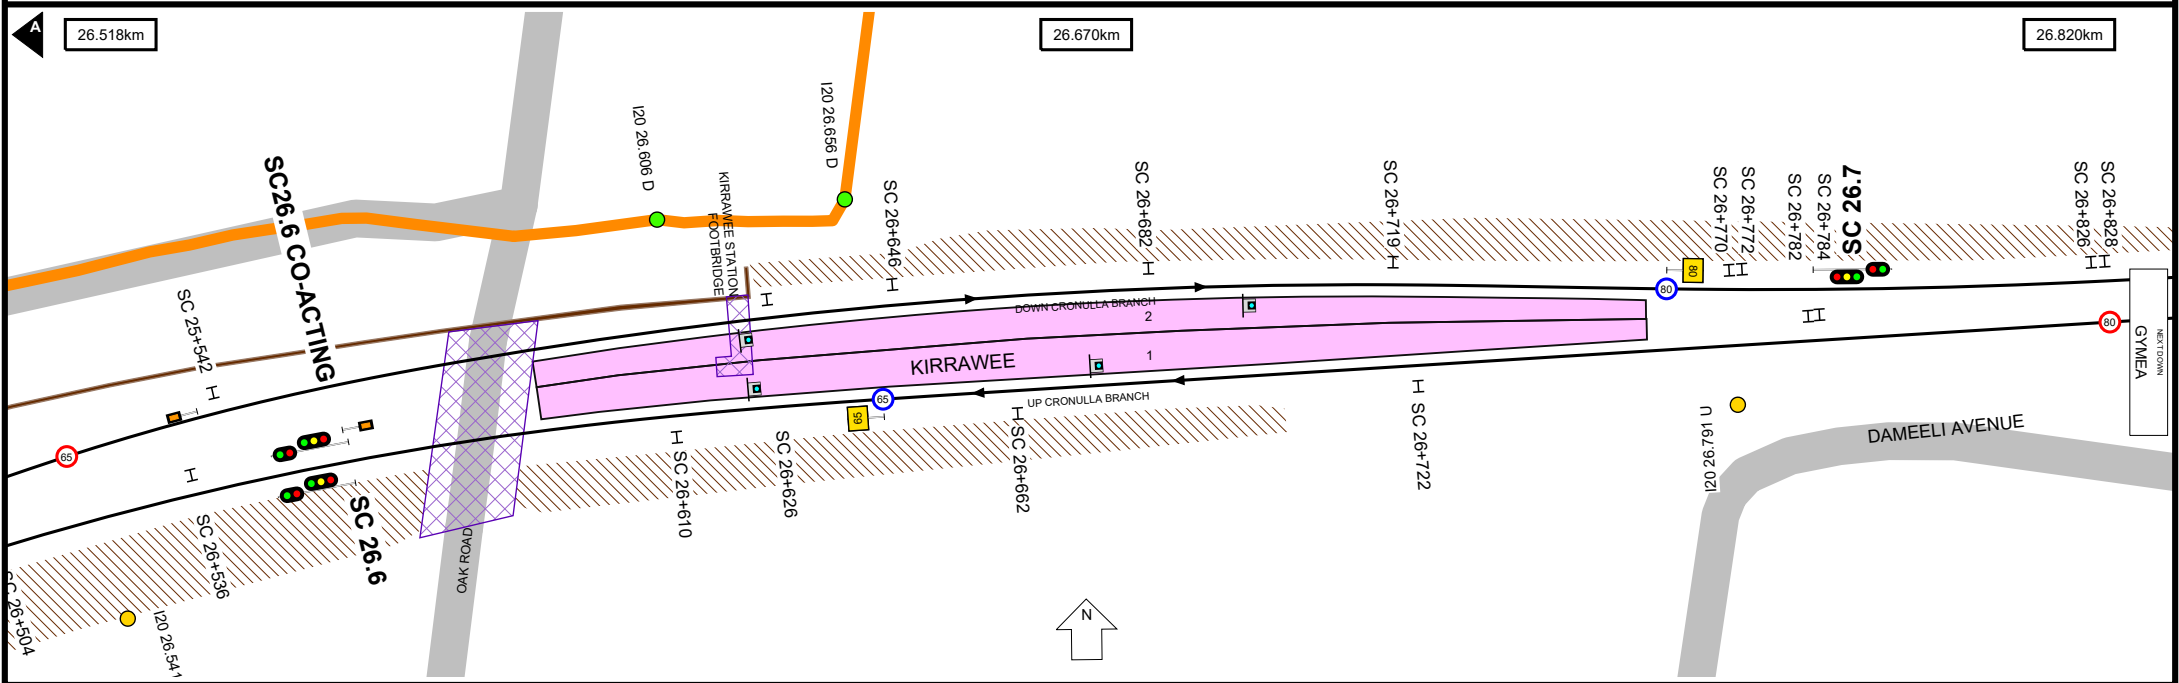 A
26.518km
26.670km
26.820km
I20 26.606 D
I20 26.656 D
KIRRAWEE STATION
FOOTBRIDGE
SC26.6 CO-ACTING
SC 25+542
SC 26+646
SC 26+682
SC 26+719
SC 26+770
SC 26+772
SC 26+782
SC 26+784
SC 26.7
SC 26+826
SC 26+828
80
80
DOWN CRONULLA BRANCH
2
KIRRAWEE
1
UP CRONULLA BRANCH
65
65
65
80
NEXT DOWN
GYMEA
SC 26+504
I20 26.541
SC 26+536
SC 26.6
OAK ROAD
SC 26+610
SC 26+626
SC 26+662
SC 26+722
I20 26.791 U
DAMEELI AVENUE
N